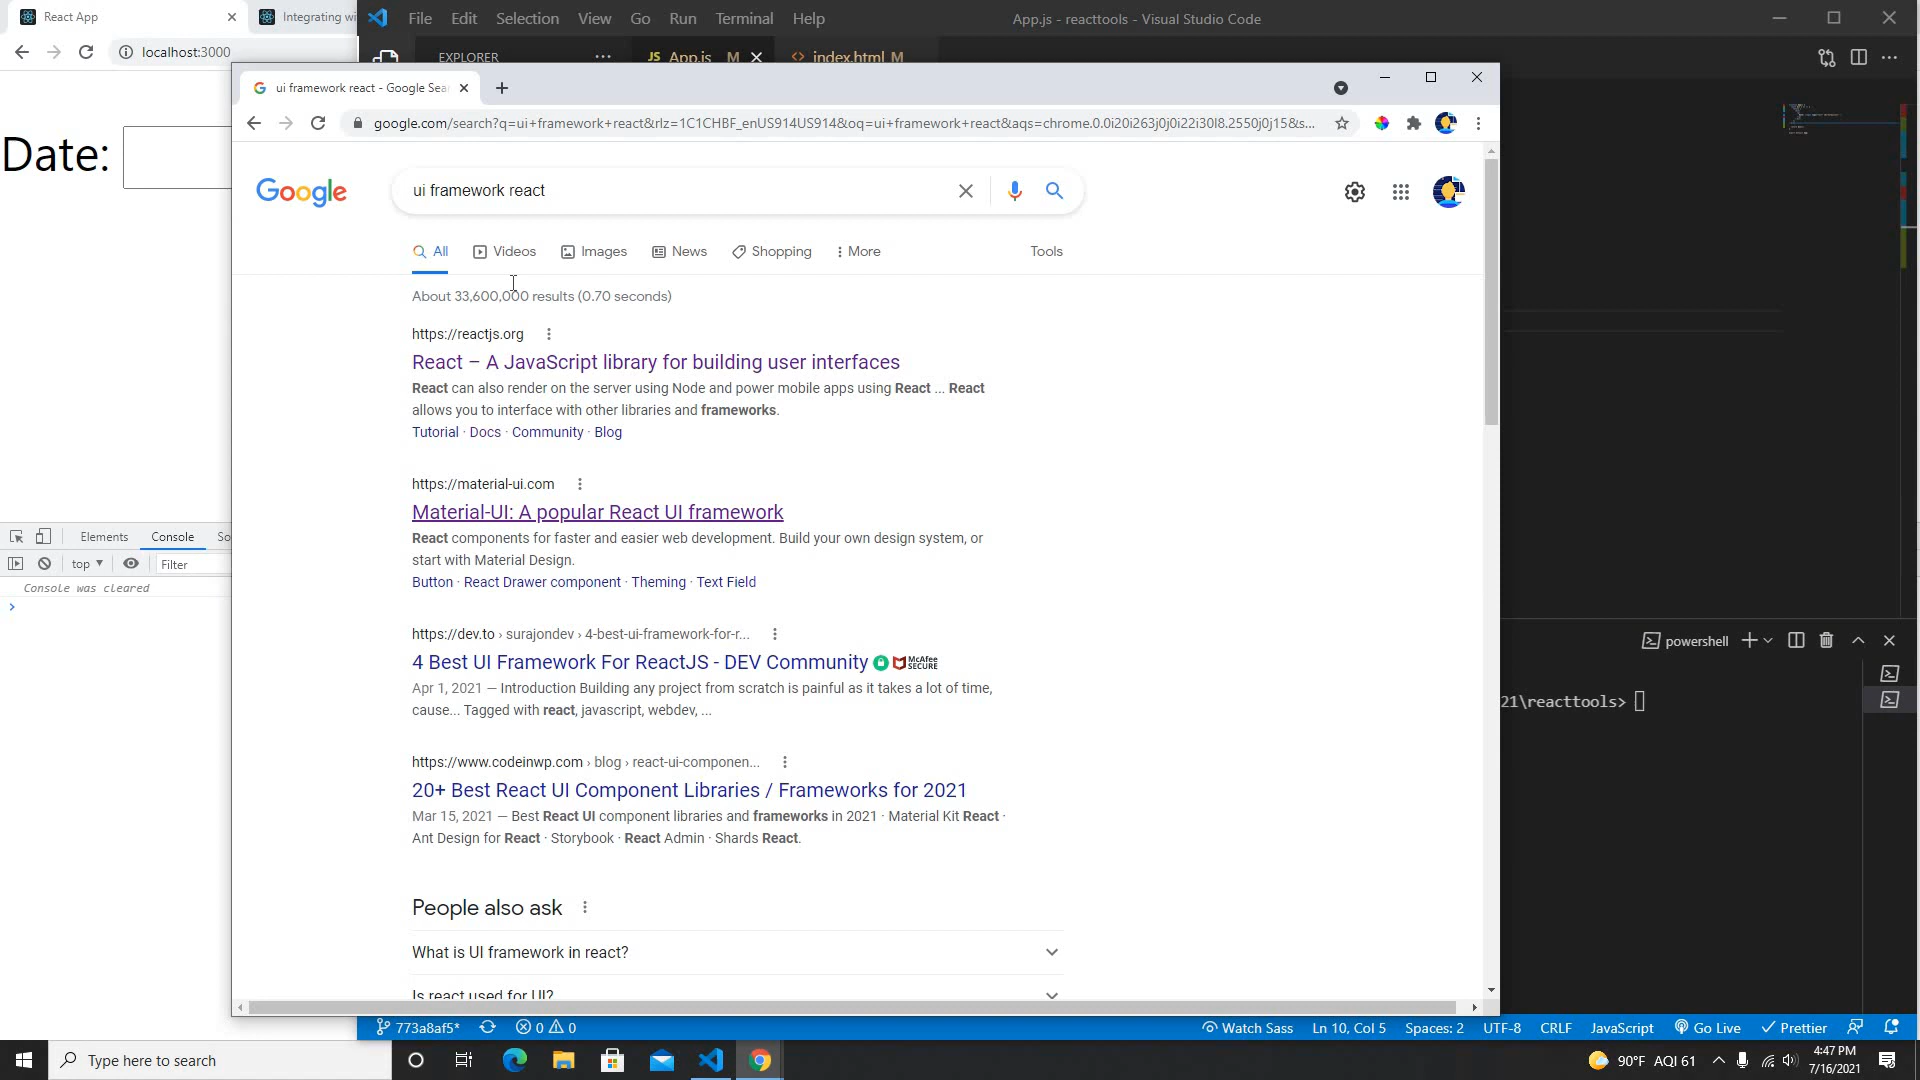 React App
Integrating wi
localhost:3000
File Edit Selection View Go Run Terminal Help
App.js - reacttools - Visual Studio Code
EXPLORER
JS App.js M
<> index.html M
Date:
ui framework react - Google Sea
google.com/search?q=ui+framework+react&rlz=1C1CHBF_enUS914US914&oq=ui+framework+react&aqs=chrome.0.0i20i263j0j0i22i30l8.2550j0j15&s...
Google
ui framework react
All Videos Images News Shopping More Tools
About 33,600,000 results (0.70 seconds)
https://reactjs.org
React – A JavaScript library for building user interfaces
React can also render on the server using Node and power mobile apps using React ... React
allows you to interface with other libraries and frameworks.
Tutorial · Docs · Community · Blog
https://material-ui.com
Material-UI: A popular React UI framework
React components for faster and easier web development. Build your own design system, or
start with Material Design.
Button · React Drawer component · Theming · Text Field
https://dev.to › surajondev › 4-best-ui-framework-for-r...
4 Best UI Framework For ReactJS - DEV Community McAfee SECURE
Apr 1, 2021 — Introduction Building any project from scratch is painful as it takes a lot of time,
cause... Tagged with react, javascript, webdev, ...
https://www.codeinwp.com › blog › react-ui-componen...
20+ Best React UI Component Libraries / Frameworks for 2021
Mar 15, 2021 — Best React UI component libraries and frameworks in 2021 · Material Kit React ·
Ant Design for React · Storybook · React Admin · Shards React.
People also ask
What is UI framework in react?
Is react used for UI?
Elements Console So
top ▼ Filter
Console was cleared
powershell
21\reacttools>
773a8af5* 0 0 Watch Sass Ln 10, Col 5 Spaces: 2 UTF-8 CRLF JavaScript Go Live Prettier
Type here to search
90°F AQI 61
4:47 PM
7/16/2021